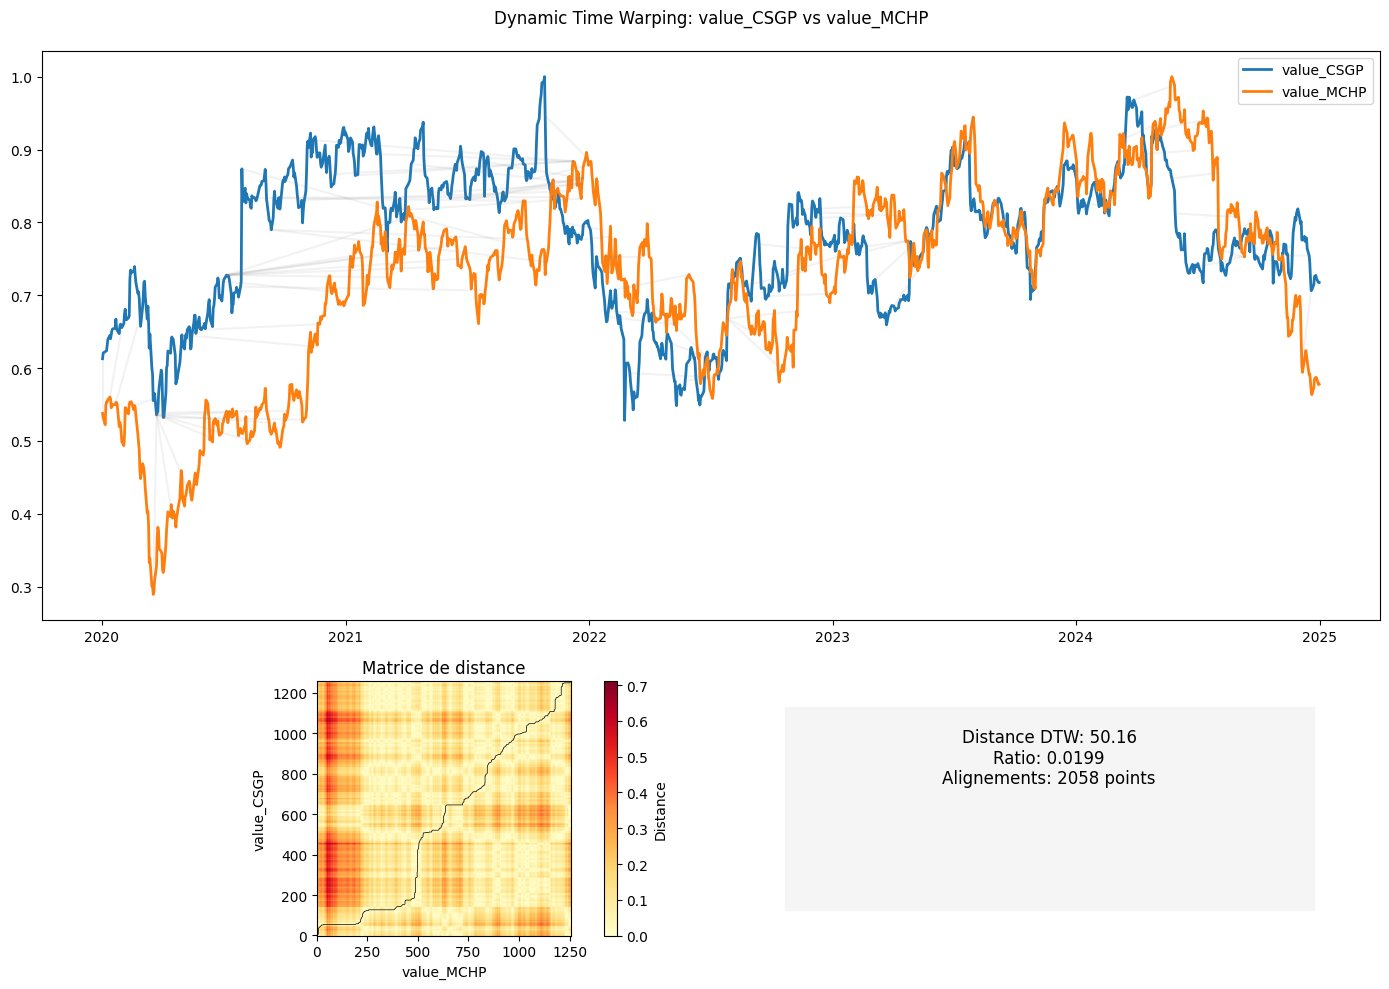 Dynamic Time Warping: value_CSGP vs value_MCHP
value_CSGP
value_MCHP
1.0
0.9
0.8
0.7
0.6
0.5
0.4
0.3
2020 2021 2022 2023 2024 2025
Matrice de distance
1200
1000
800
600
400
200
0
value_CSGP
0 250 500 750 1000 1250
value_MCHP
0.7
0.6
0.5
0.4
0.3
0.2
0.1
0.0
Distance
Distance DTW: 50.16
Ratio: 0.0199
Alignements: 2058 points